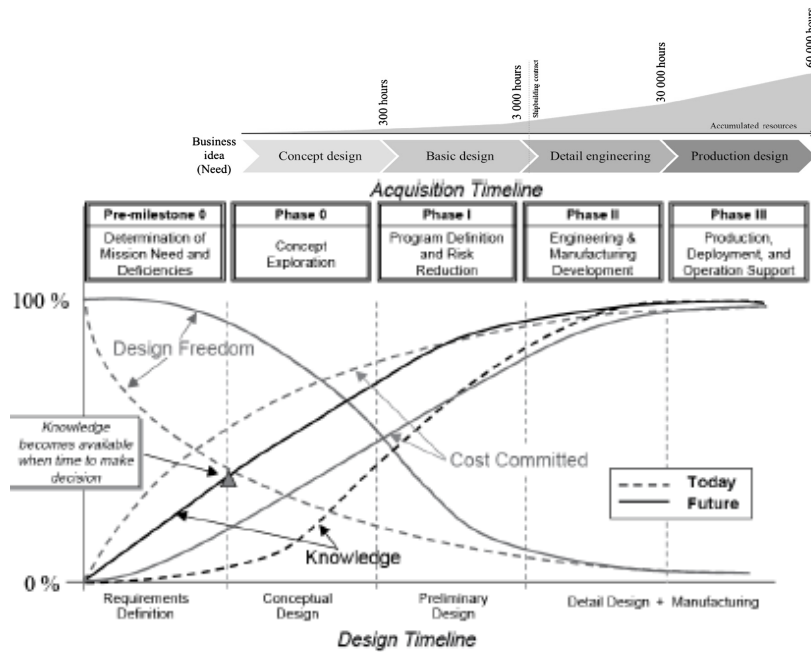 60 000 hours
30 000 hours
3 000 hours
Shipbuilding contract
300 hours
Accumulated resources
Business
idea
(Need)
Concept design
Basic design
Detail engineering
Production design
Acquisition Timeline
Pre-milestone 0
Determination of
Mission Need and
Deficiencies
Phase 0
Concept
Exploration
Phase I
Program Definition
and Risk
Reduction
Phase II
Engineering &
Manufacturing
Development
Phase III
Production,
Deployment, and
Operation Support
100 %
Design Freedom
Knowledge
becomes available
when time to make
decision
Cost Committed
Today
Future
Knowledge
0 %
Requirements
Definition
Conceptual
Design
Preliminary
Design
Detail Design + Manufacturing
Design Timeline